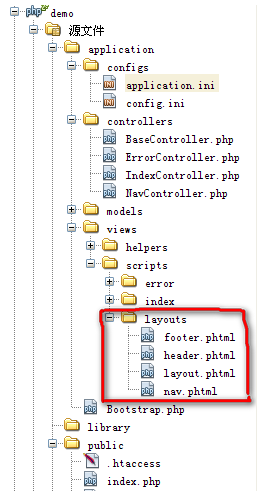 php demo
源文件
application
configs
application.ini
config.ini
controllers
BaseController.php
ErrorController.php
IndexController.php
NavController.php
models
views
helpers
scripts
error
index
layouts
footer.phtml
header.phtml
layout.phtml
nav.phtml
Bootstrap.php
library
public
.htaccess
index.php